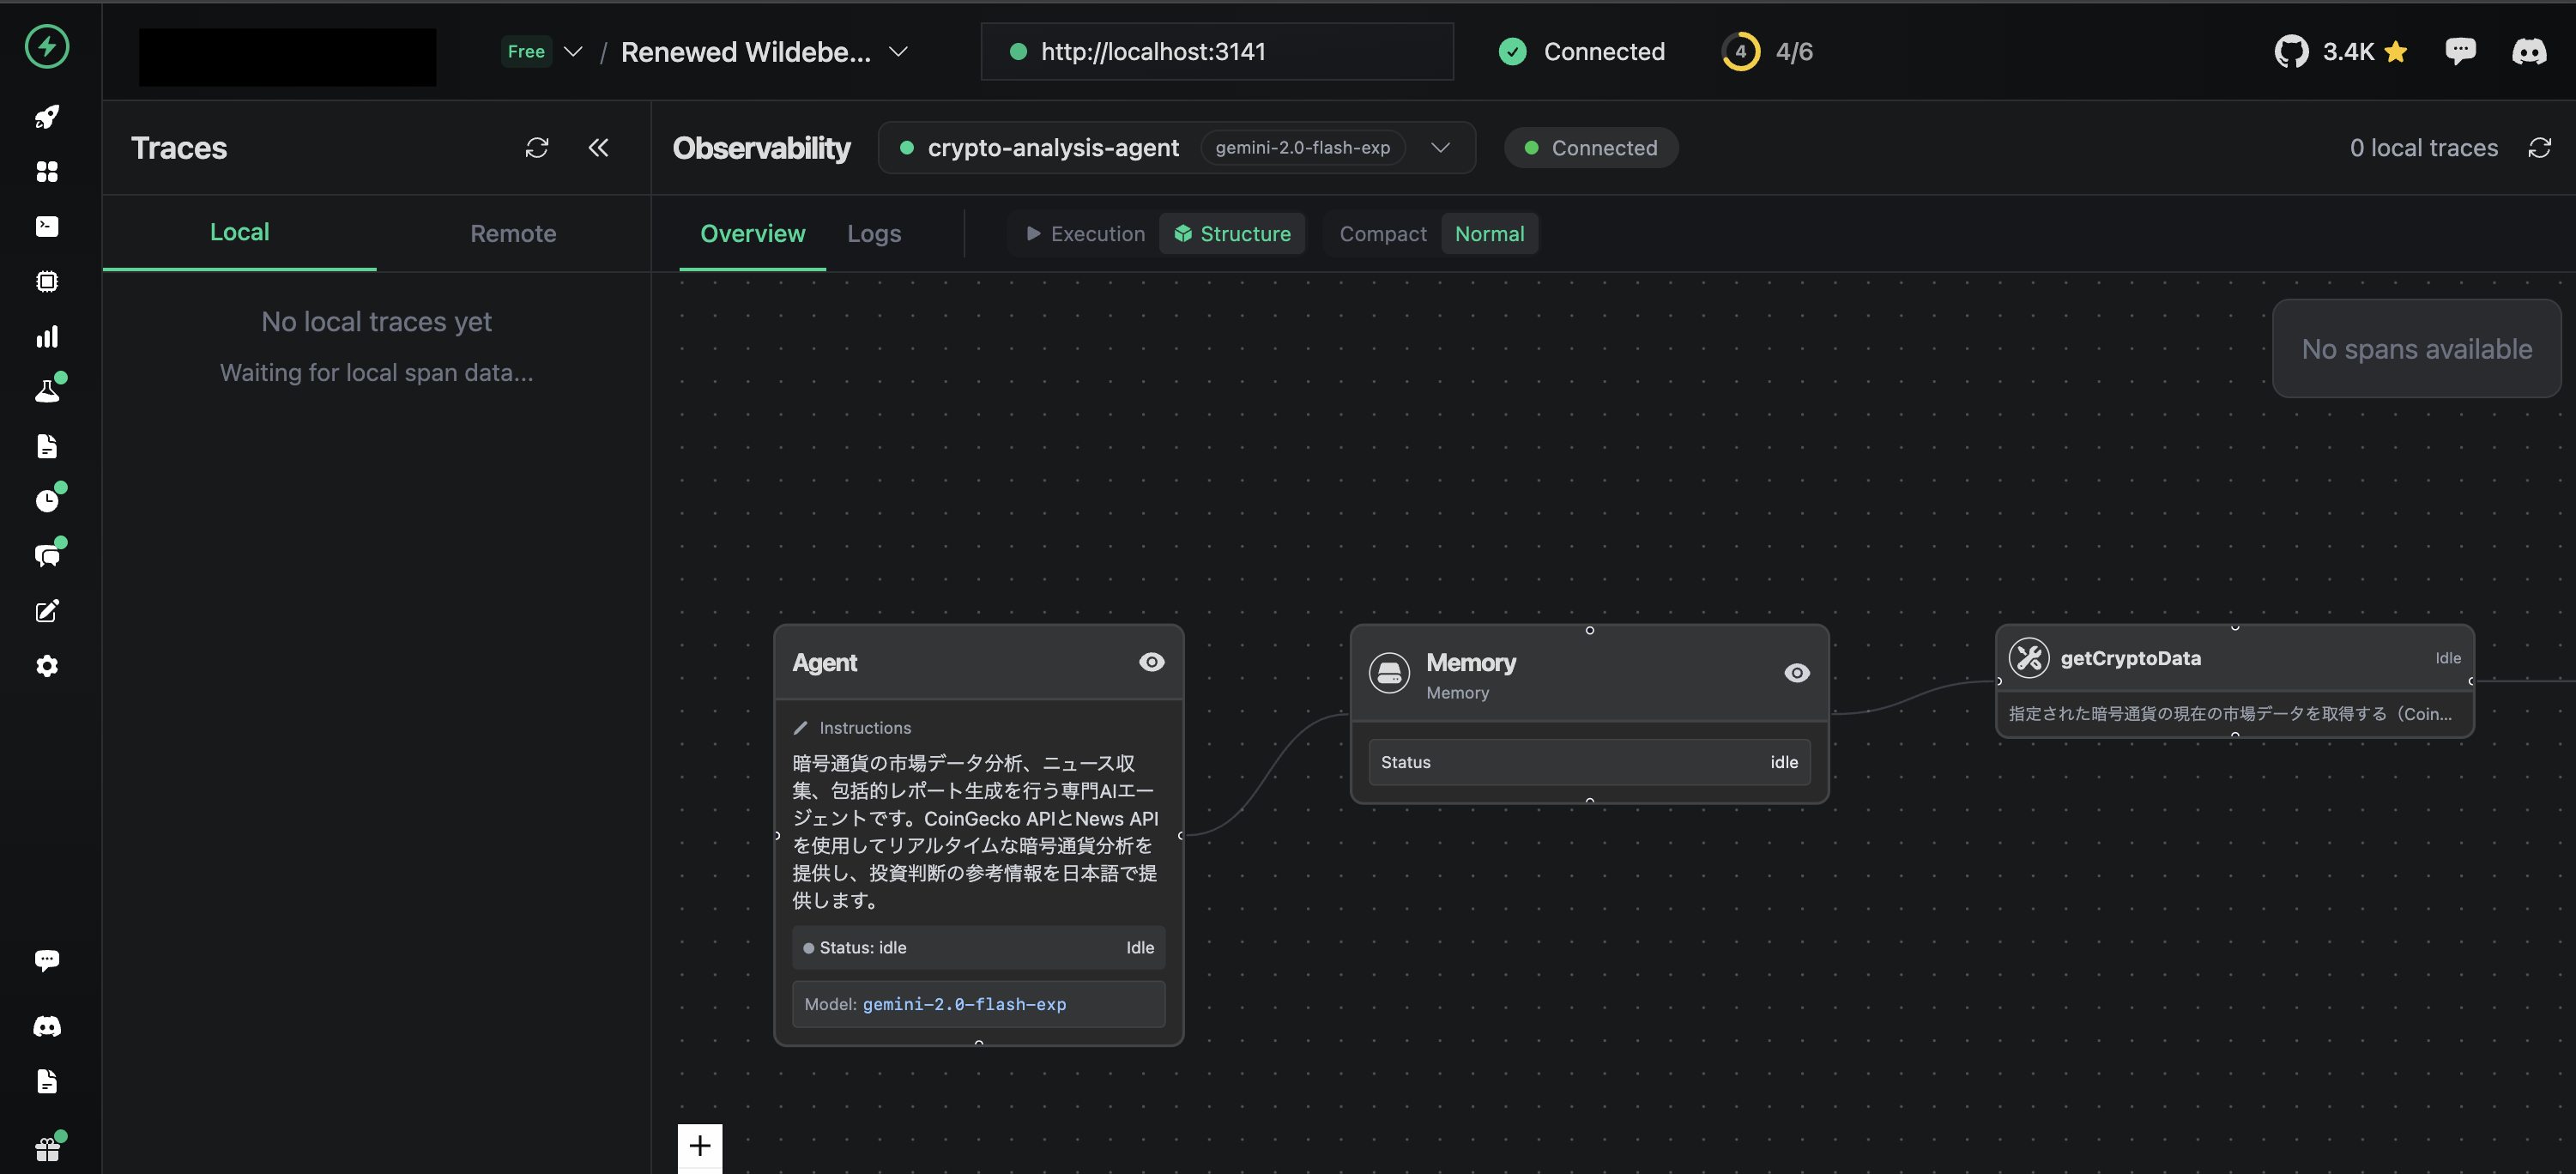 Free
/
Renewed Wildebe...
http://localhost:3141
Connected
4
4/6
3.4K
Traces
Observability
crypto-analysis-agent
gemini-2.0-flash-exp
Connected
0 local traces
Local
Remote
Overview
Logs
Execution
Structure
Compact
Normal
No local traces yet
Waiting for local span data...
No spans available
Agent
Instructions
暗号通貨の市場データ分析、ニュース収
集、包括的レポート生成を行う専門AIエー
ジェントです。CoinGecko APIとNews API
を使用してリアルタイムな暗号通貨分析を
提供し、投資判断の参考情報を日本語で提
供します。
Status: idle
Idle
Model: gemini-2.0-flash-exp
Memory
Memory
Status
idle
getCryptoData
Idle
指定された暗号通貨の現在の市場データを取得する（Coin...